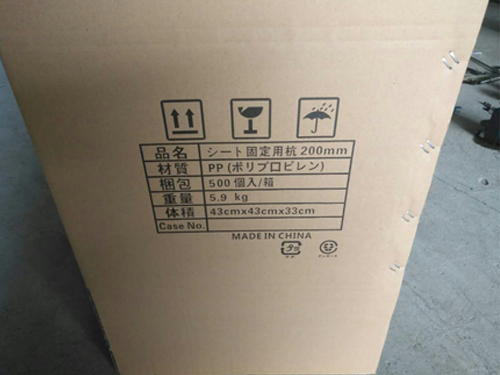 品名 シート固定用杭 200mm
材質 PP (ポリプロピレン)
梱包 500個入/箱
重量 5.9 kg
体積 43cmx43cmx33cm
Case No.
MADE IN CHINA